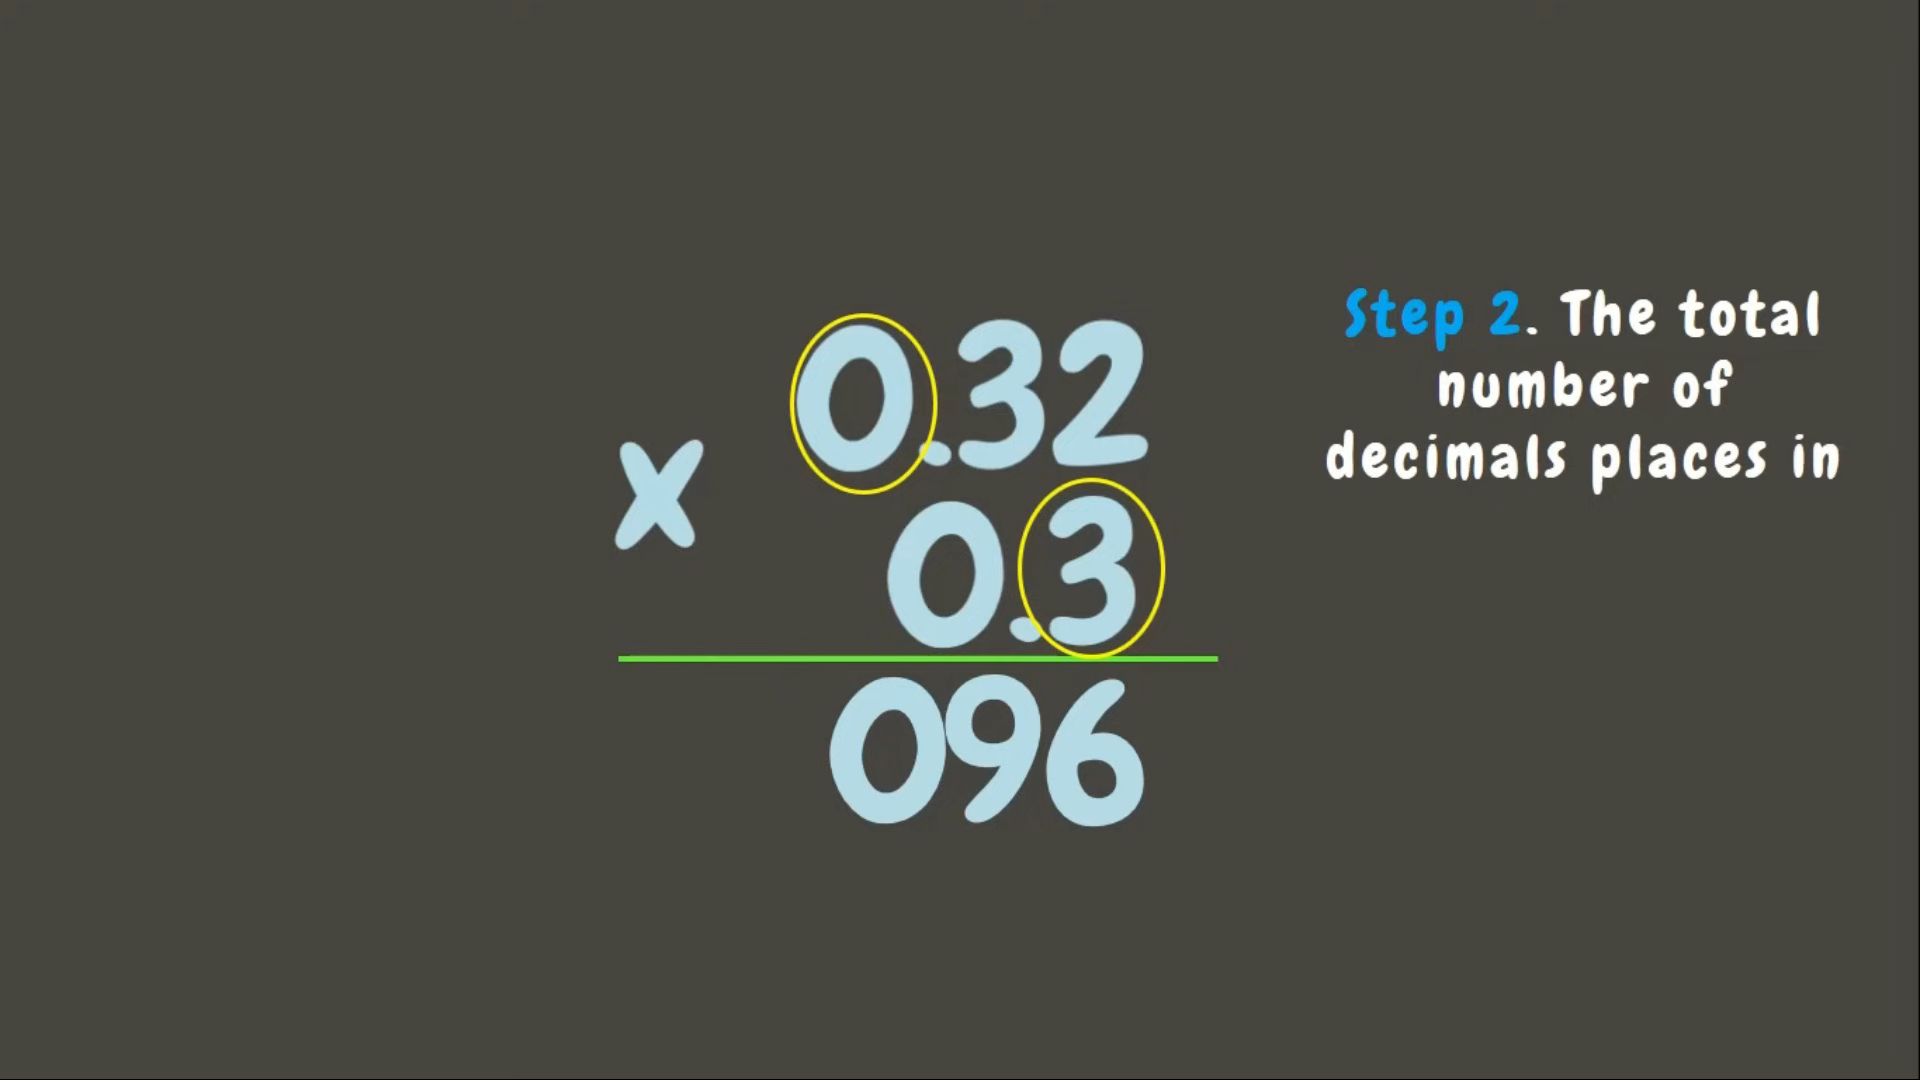 0.32
x
0.3
096
Step 2. The total
number of
decimals places in